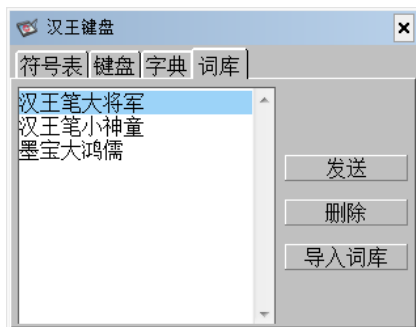 汉王键盘
符号表 键盘 字典 词库
汉王笔大将军
汉王笔小神童
墨宝大鸿儒
发送
删除
导入词库